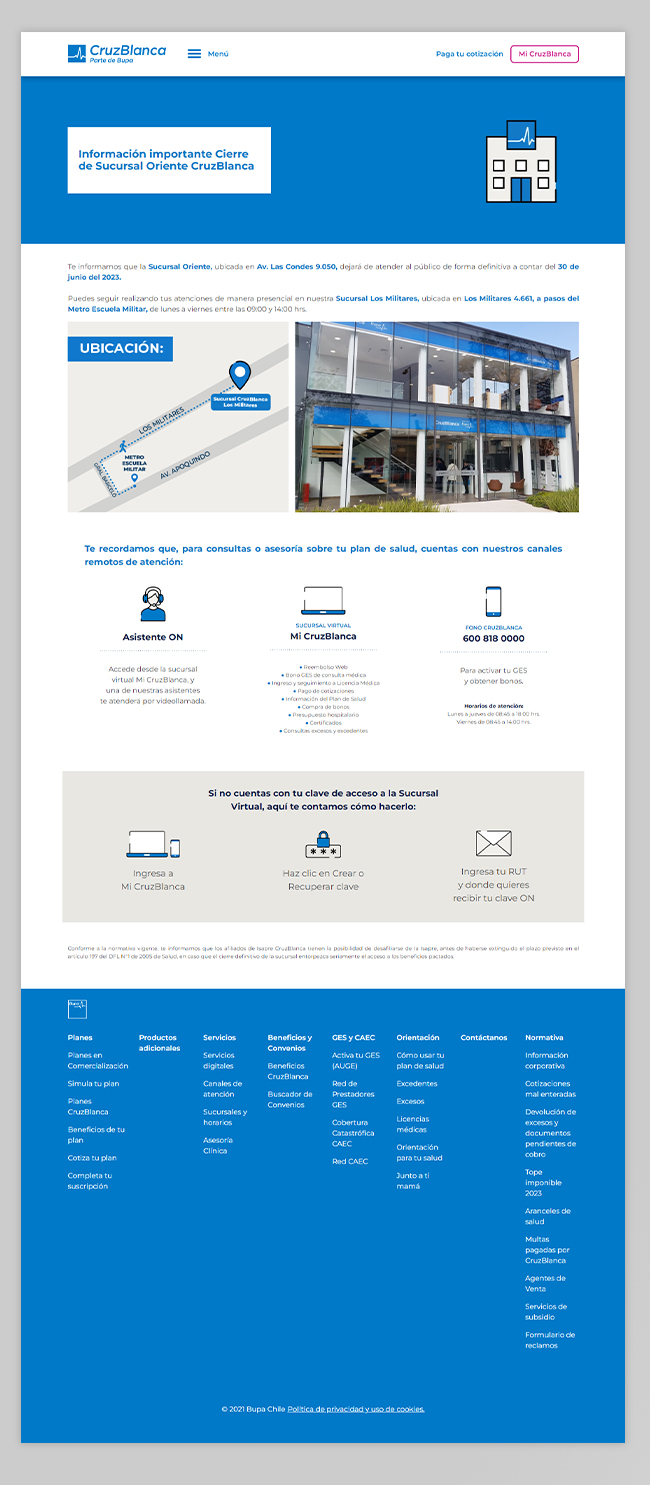 CruzBlanca
Parte de Bupa
Menú
Paga tu cotización
Mi CruzBlanca
Información importante Cierre
de Sucursal Oriente CruzBlanca
Te informamos que la Sucursal Oriente, ubicada en Av. Las Condes 9.050, dejará de atender al público de forma definitiva a contar del 30 de
junio del 2023.
Puedes seguir realizando tus atenciones de manera presencial en nuestra Sucursal Los Militares, ubicada en Los Militares 4.661, a pasos del
Metro Escuela Militar, de lunes a viernes entre las 09:00 y 14:00 hrs.
UBICACIÓN:
Sucursal CruzBlanca
Los Militares
LOS MILITARES
METRO
ESCUELA
MILITAR
AV. APOQUINDO
CruzBlanca
Te recordamos que, para consultas o asesoría sobre tu plan de salud, cuentas con nuestros canales
remotos de atención:
Asistente ON
Accede desde la sucursal
virtual Mi CruzBlanca, y
una de nuestras asistentes
te atenderá por videollamada.
SUCURSAL VIRTUAL
Mi CruzBlanca
● Reembolso Web
● Bono GES de consulta médica
● Ingreso y seguimiento a Licencia Médica
● Pago de cotizaciones
● Información del Plan de Salud
● Compra de bonos
● Presupuesto hospitalario
● Certificados
● Consultas excesos y excedentes
FONO CRUZBLANCA
600 818 0000
Para activar tu GES
y obtener bonos.
Horarios de atención:
Lunes a jueves de 08:45 a 18:00 hrs.
Viernes de 08:45 a 14:00 hrs.
Si no cuentas con tu clave de acceso a la Sucursal
Virtual, aquí te contamos cómo hacerlo:
Ingresa a
Mi CruzBlanca
Haz clic en Crear o
Recuperar clave
Ingresa tu RUT
y donde quieres
recibir tu clave ON
Conforme a la normativa vigente, te informamos que los afiliados de Isapre CruzBlanca tienen la posibilidad de desafiliarse de la Isapre, antes de haberse extinguido el plazo previsto en el
artículo 197 del DFL N°1 de 2005 de Salud, en caso que el cierre definitivo de la sucursal entorpezca seriamente el acceso a los beneficios pactados.
Bupa
Planes
Planes en
Comercialización
Simula tu plan
Planes
CruzBlanca
Beneficios de tu
plan
Cotiza tu plan
Completa tu
suscripción
Productos
adicionales
Servicios
Servicios
digitales
Canales de
atención
Sucursales y
horarios
Asesoría
Clínica
Beneficios y
Convenios
Beneficios
CruzBlanca
Buscador de
Convenios
GES y CAEC
Activa tu GES
(AUGE)
Red de
Prestadores
GES
Cobertura
Catastrófica
CAEC
Red CAEC
Orientación
Cómo usar tu
plan de salud
Excedentes
Excesos
Licencias
médicas
Orientación
para tu salud
Junto a ti
mamá
Contáctanos
Normativa
Información
corporativa
Cotizaciones
mal enteradas
Devolución de
excesos y
documentos
pendientes de
cobro
Tope
imponible
2023
Aranceles de
salud
Multas
pagadas por
CruzBlanca
Agentes de
Venta
Servicios de
subsidio
Formulario de
reclamos
© 2021 Bupa Chile Política de privacidad y uso de cookies.